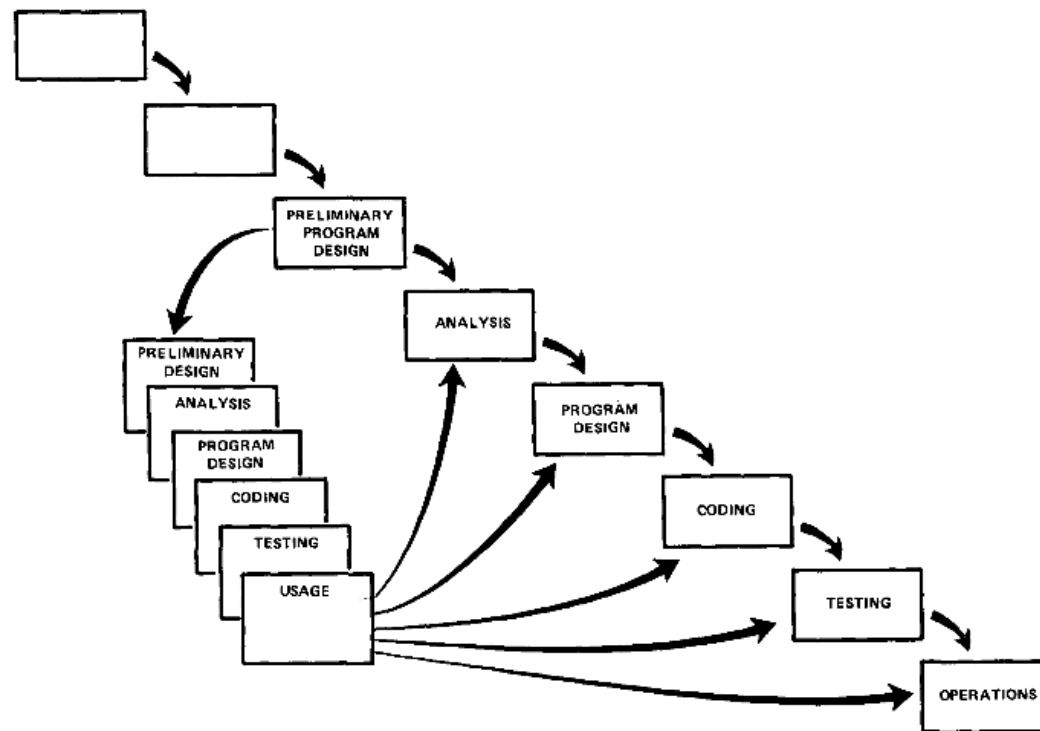 PRELIMINARY
PROGRAM
DESIGN
ANALYSIS
PROGRAM
DESIGN
CODING
TESTING
OPERATIONS
PRELIMINARY
DESIGN
ANALYSIS
PROGRAM
DESIGN
CODING
TESTING
USAGE